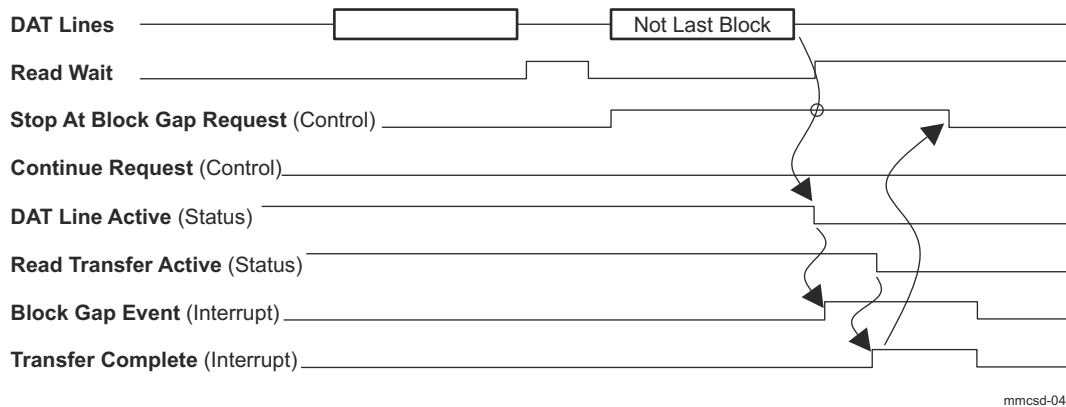 DAT Lines
Not Last Block
Read Wait
Stop At Block Gap Request (Control)
Continue Request (Control)
DAT Line Active (Status)
Read Transfer Active (Status)
Block Gap Event (Interrupt)
Transfer Complete (Interrupt)
mmcsd-04